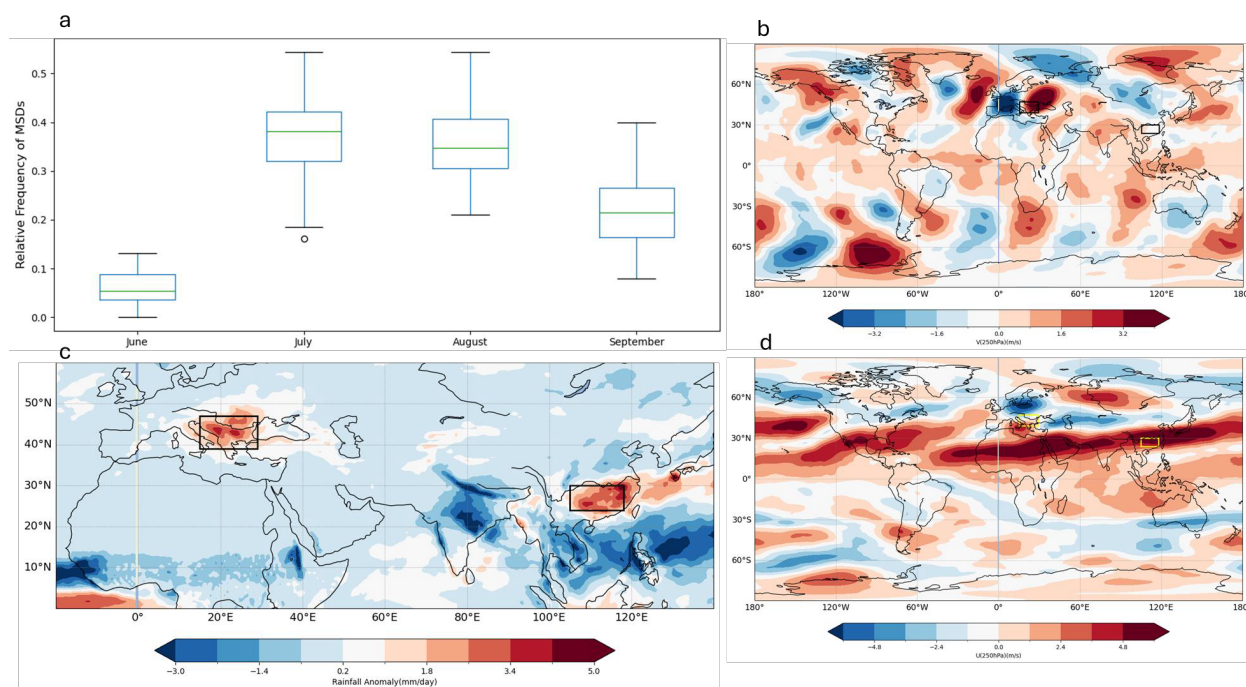 a
Relative Frequency of MSDs
0.5
0.4
0.3
0.2
0.1
0.0
June July August September
b
60°N
30°N
0°
30°S
60°S
180° 120°W 60°W 0° 60°E 120°E 180
-3.2 -1.6 0.0 1.6 3.2
V(250hPa)(m/s)
c
50°N
40°N
30°N
20°N
10°N
0° 20°E 40°E 60°E 80°E 100°E 120°E
-3.0 -1.4 0.2 1.8 3.4 5.0
Rainfall Anomaly(mm/day)
d
60°N
30°N
0°
30°S
60°S
180° 120°W 60°W 0° 60°E 120°E 180
-4.8 -2.4 0.0 2.4 4.8
U(250hPa)(m/s)